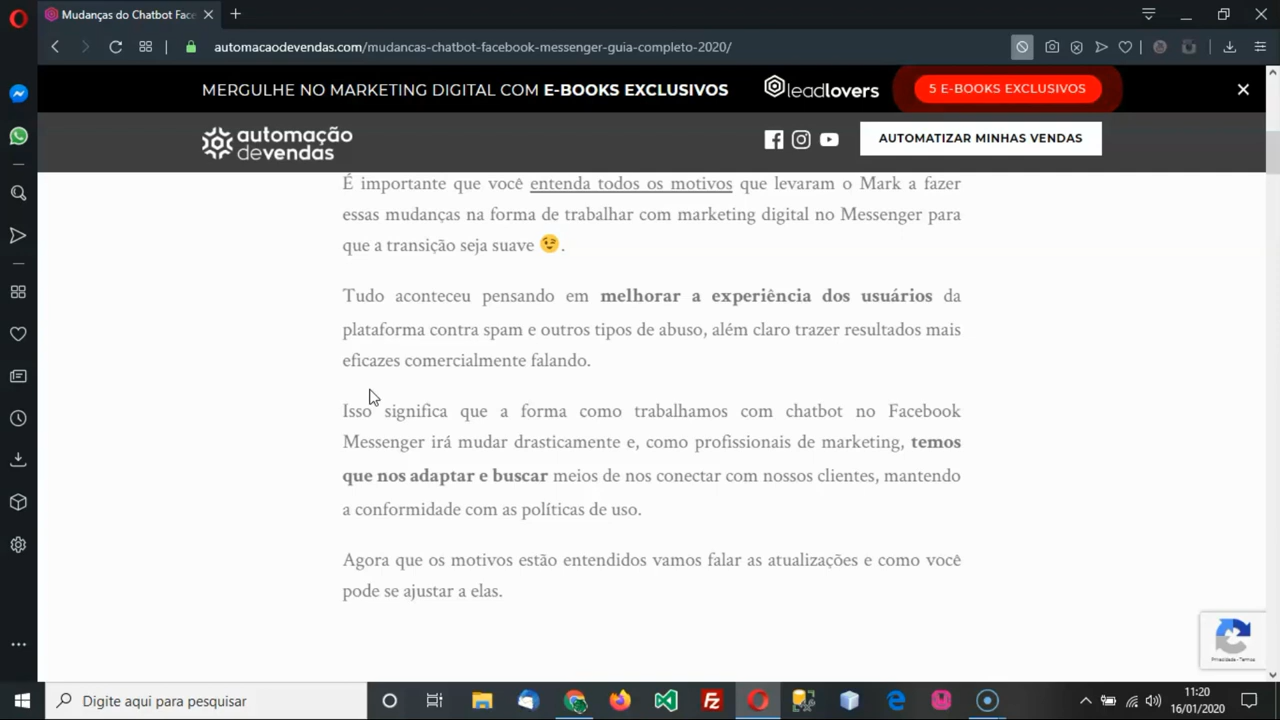 Mudanças do Chatbot Face
automacaodevendas.com/mudancas-chatbot-facebook-messenger-guia-completo-2020/
MERGULHE NO MARKETING DIGITAL COM E-BOOKS EXCLUSIVOS
leadlovers
5 E-BOOKS EXCLUSIVOS
automação
devendas
AUTOMATIZAR MINHAS VENDAS
É importante que você entenda todos os motivos que levaram o Mark a fazer
essas mudanças na forma de trabalhar com marketing digital no Messenger para
que a transição seja suave 😉.
Tudo aconteceu pensando em melhorar a experiência dos usuários da
plataforma contra spam e outros tipos de abuso, além claro trazer resultados mais
eficazes comercialmente falando.
Isso significa que a forma como trabalhamos com chatbot no Facebook
Messenger irá mudar drasticamente e, como profissionais de marketing, temos
que nos adaptar e buscar meios de nos conectar com nossos clientes, mantendo
a conformidade com as políticas de uso.
Agora que os motivos estão entendidos vamos falar as atualizações e como você
pode se ajustar a elas.
Privacidade - Termos
Digite aqui para pesquisar
11:20
16/01/2020